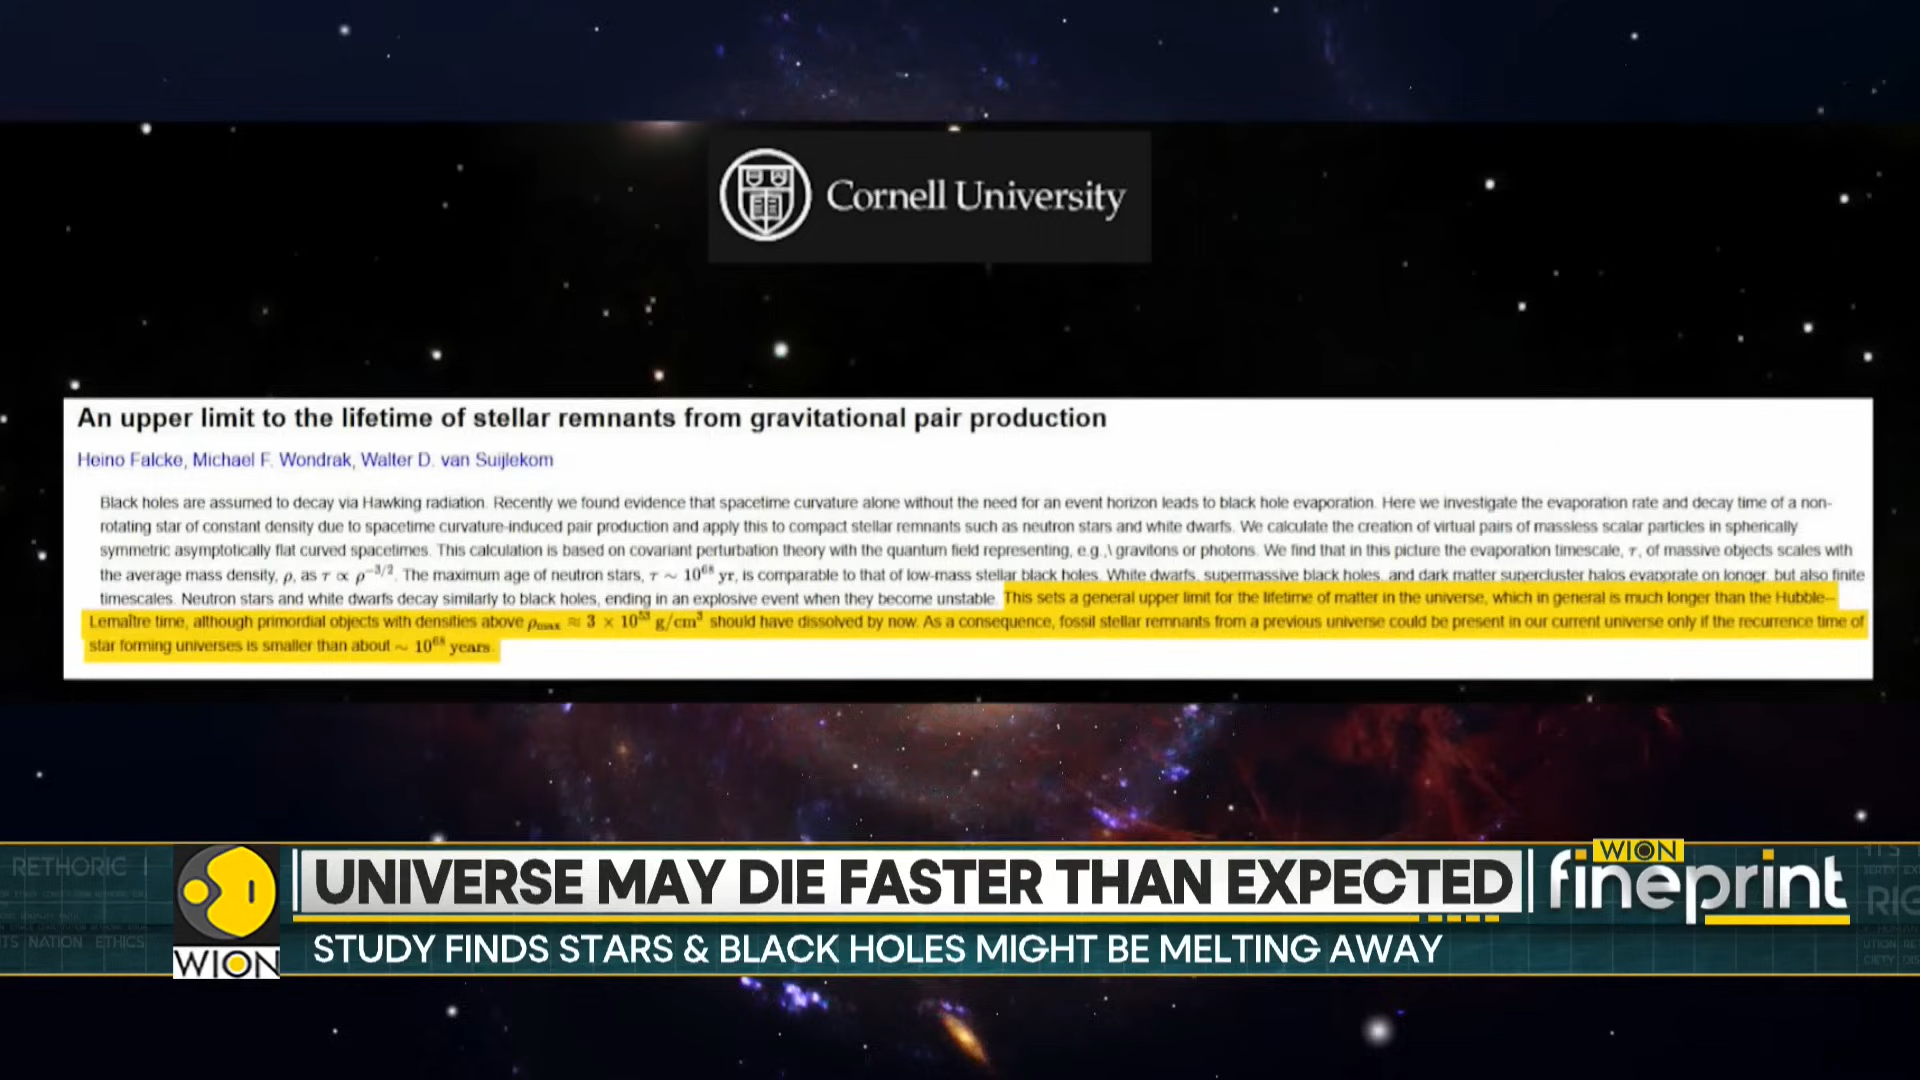 Cornell University
An upper limit to the lifetime of stellar remnants from gravitational pair production
Heino Falcke, Michael F. Wondrak, Walter D. van Suijlekom
Black holes are assumed to decay via Hawking radiation. Recently we found evidence that spacetime curvature alone without the need for an event horizon leads to black hole evaporation. Here we investigate the evaporation rate and decay time of a non-
rotating star of constant density due to spacetime curvature-induced pair production and apply this to compact stellar remnants such as neutron stars and white dwarfs. We calculate the creation of virtual pairs of massless scalar particles in spherically
symmetric asymptotically flat curved spacetimes. This calculation is based on covariant perturbation theory with the quantum field representing, e.g.,\ gravitons or photons. We find that in this picture the evaporation timescale, τ, of massive objects scales with
the average mass density, ρ, as τ ∝ ρ^−3/2. The maximum age of neutron stars, τ ∼ 10^68 yr, is comparable to that of low-mass stellar black holes. White dwarfs, supermassive black holes, and dark matter supercluster halos evaporate on longer, but also finite
timescales. Neutron stars and white dwarfs decay similarly to black holes, ending in an explosive event when they become unstable. This sets a general upper limit for the lifetime of matter in the universe, which in general is much longer than the Hubble–
Lemaître time, although primordial objects with densities above ρ_max ≈ 3 × 10^53 g/cm^3 should have dissolved by now. As a consequence, fossil stellar remnants from a previous universe could be present in our current universe only if the recurrence time of
star forming universes is smaller than about ∼ 10^68 years.
RETHORIC
NATION ETHICS
WION
UNIVERSE MAY DIE FASTER THAN EXPECTED
STUDY FINDS STARS & BLACK HOLES MIGHT BE MELTING AWAY
WION
fineprint